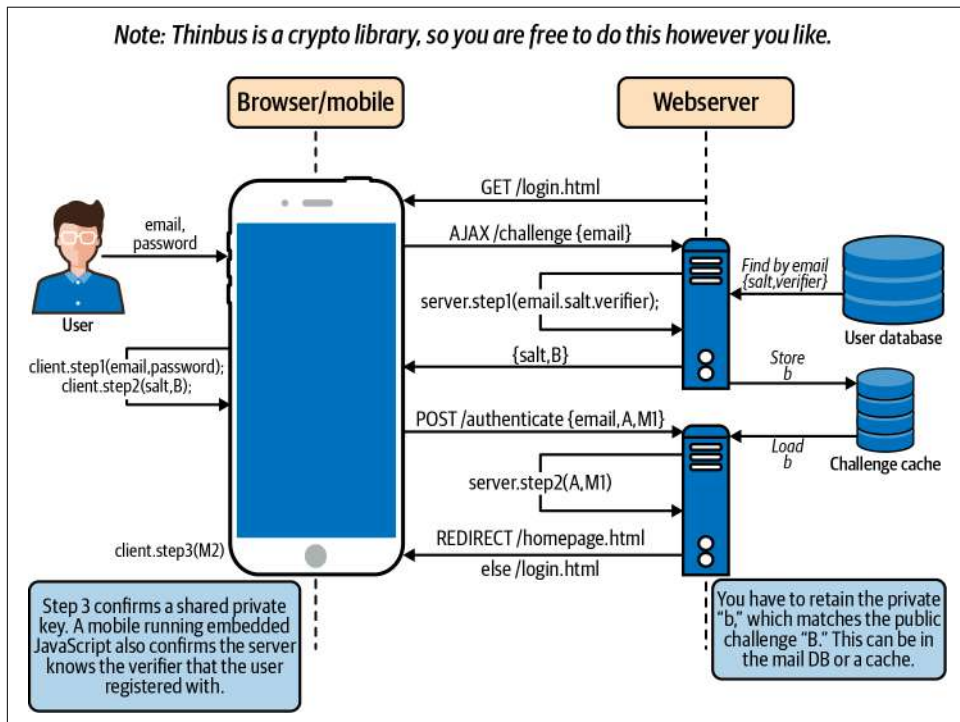 Note: Thinbus is a crypto library, so you are free to do this however you like.
Browser/mobile
Webserver
GET /login.html
email,
password
AJAX /challenge {email}
Find by email
{salt,verifier}
server.step1(email.salt.verifier);
User
User database
{salt,B}
client.step1(email,password);
client.step2(salt,B);
Store
b
POST /authenticate {email,A,M1}
Load
b
Challenge cache
server.step2(A,M1)
client.step3(M2)
REDIRECT /homepage.html
else /login.html
Step 3 confirms a shared private
key. A mobile running embedded
JavaScript also confirms the server
knows the verifier that the user
registered with.
You have to retain the private
“b,” which matches the public
challenge “B.” This can be in
the mail DB or a cache.